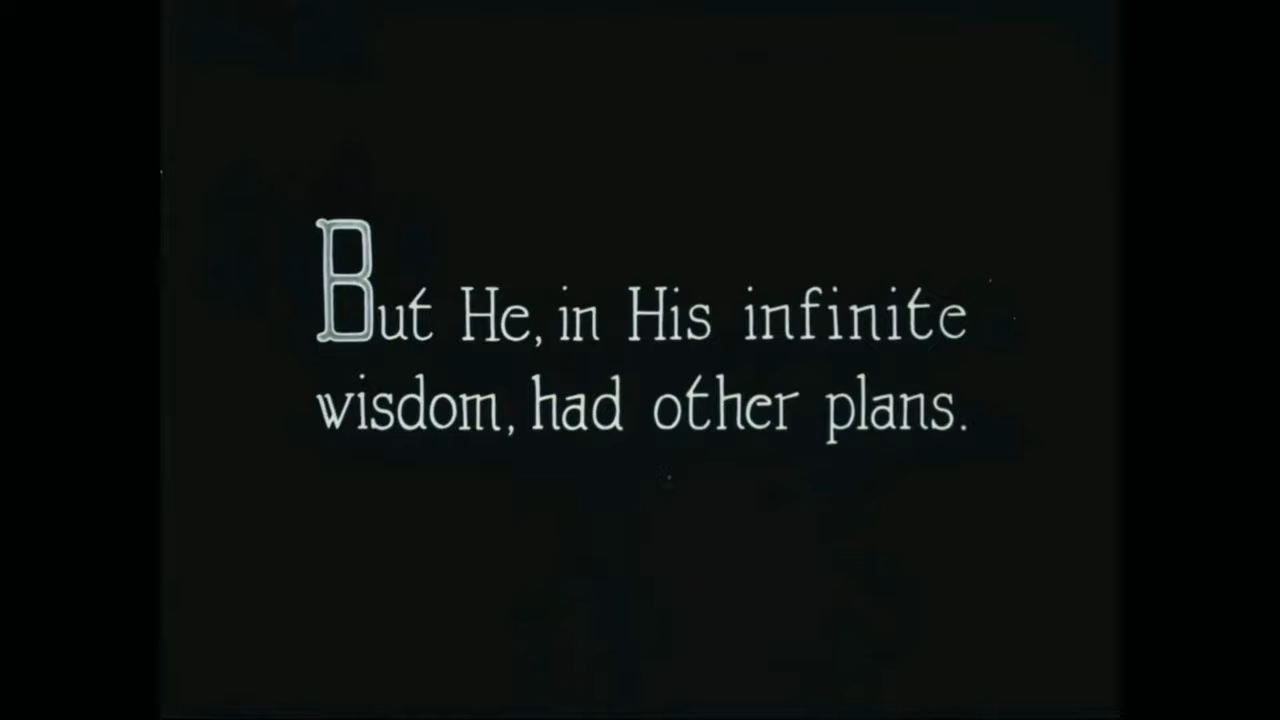 But He, in His infinite
wisdom, had other plans.